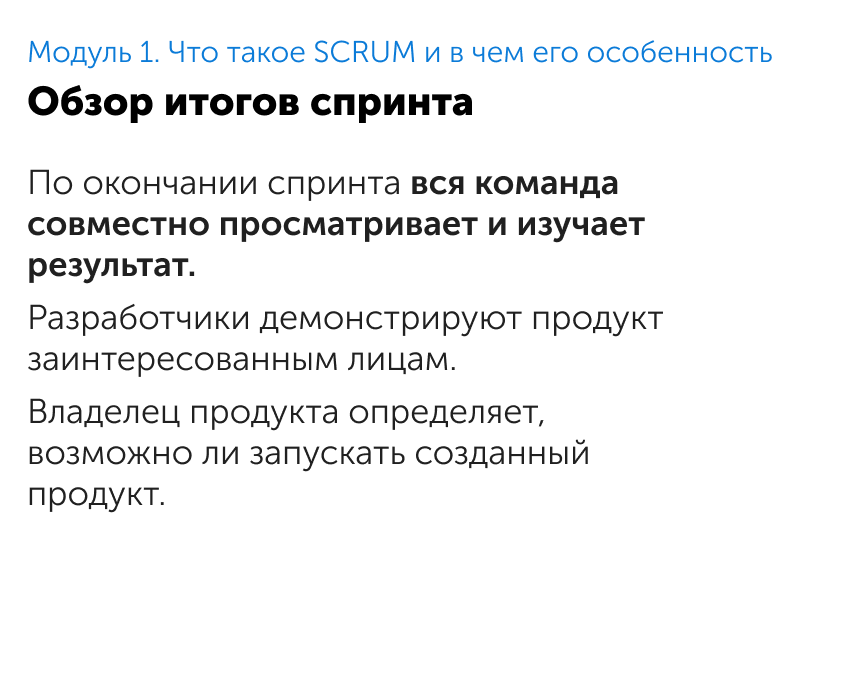 Модуль 1. Что такое SCRUM и в чем его особенность
Обзор итогов спринта
По окончании спринта вся команда
совместно просматривает и изучает
результат.
Разработчики демонстрируют продукт
заинтересованным лицам.
Владелец продукта определяет,
возможно ли запускать созданный
продукт.